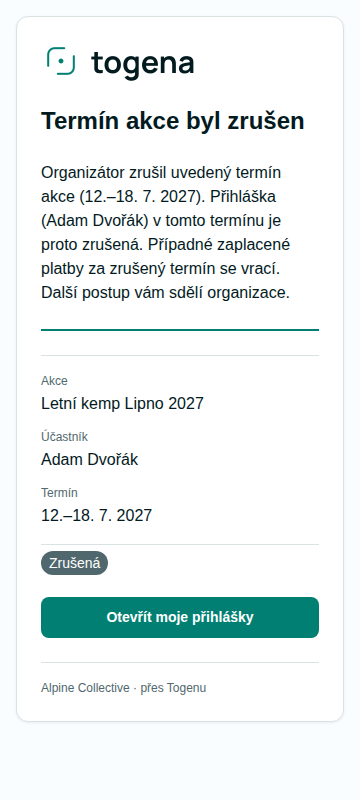 togena
Termín akce byl zrušen
Organizátor zrušil uvedený termín
akce (12.–18. 7. 2027). Přihláška
(Adam Dvořák) v tomto termínu je
proto zrušená. Případné zaplacené
platby za zrušený termín se vrací.
Další postup vám sdělí organizace.
Akce
Letní kemp Lipno 2027
Účastník
Adam Dvořák
Termín
12.–18. 7. 2027
Zrušená
Otevřít moje přihlášky
Alpine Collective · přes Togenu